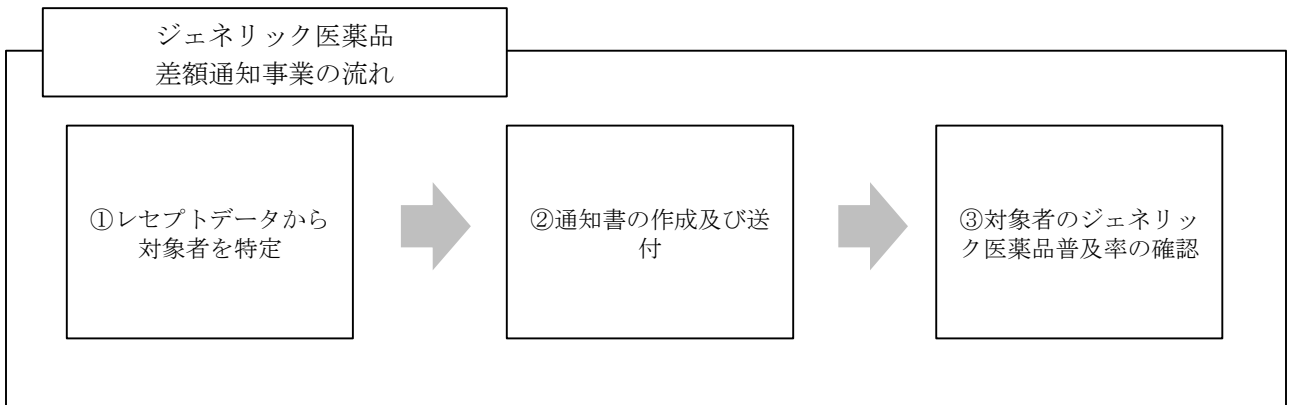 ジェネリック医薬品
差額通知事業の流れ
①レセプトデータから
対象者を特定
②通知書の作成及び送
付
③対象者のジェネリッ
ク医薬品普及率の確認